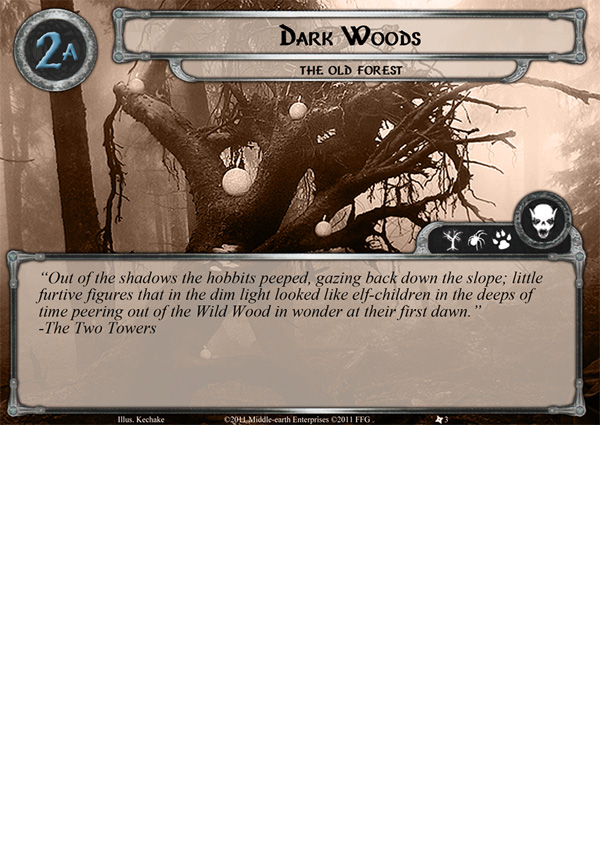 2A
Dark Woods
THE OLD FOREST
“Out of the shadows the hobbits peeped, gazing back down the slope; little
furtive figures that in the dim light looked like elf-children in the deeps of
time peering out of the Wild Wood in wonder at their first dawn.”
-The Two Towers
Illus. Kechake
©2011 Middle-earth Enterprises ©2011 FFG
3